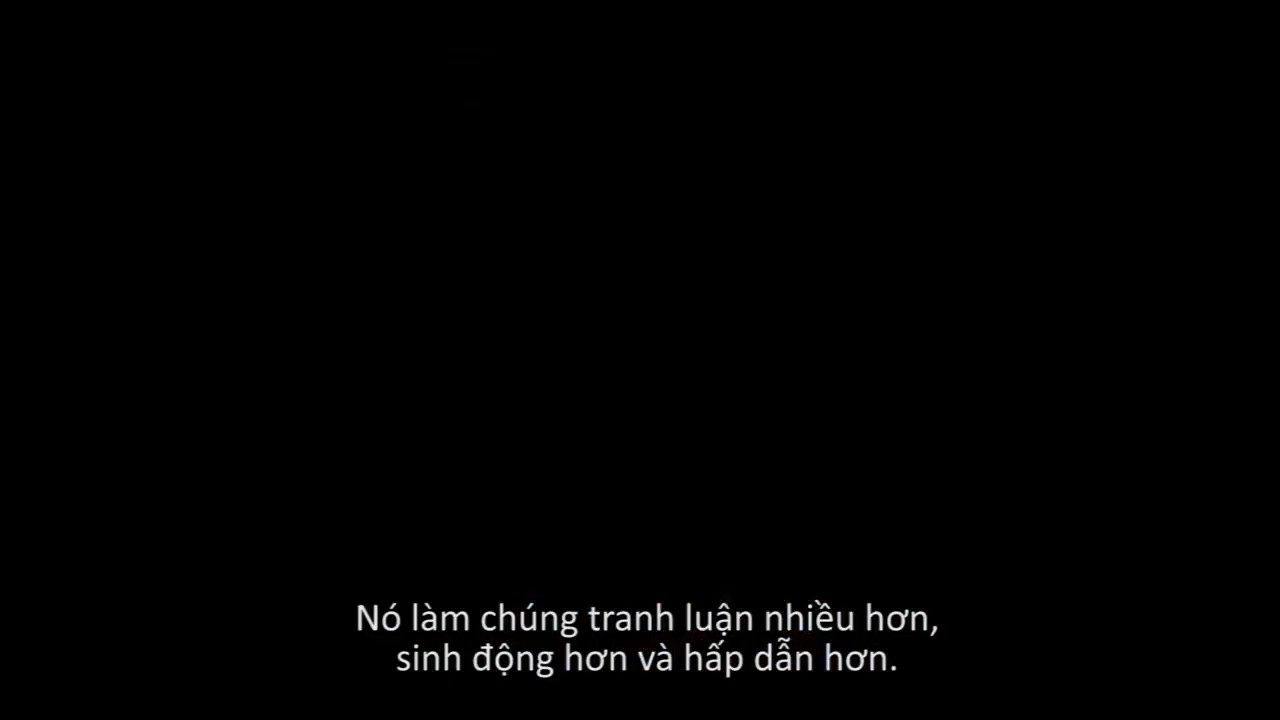 Nó làm chúng tranh luận nhiều hơn,
sinh động hơn và hấp dẫn hơn.